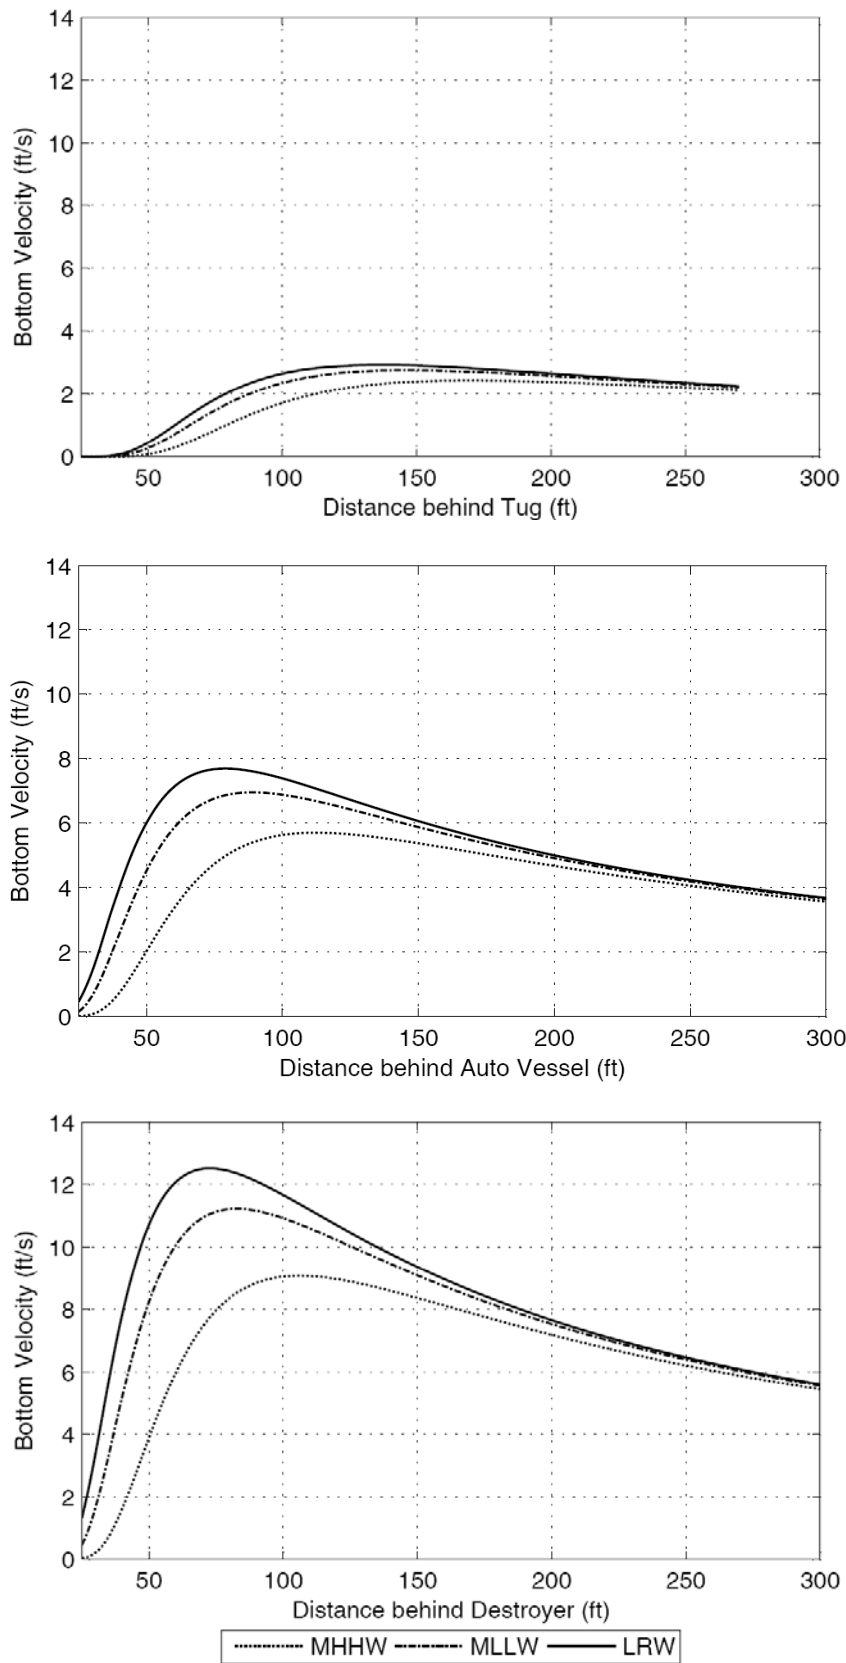 14
12
10
8
6
4
2
0
Bottom Velocity (ft/s)
50 100 150 200 250 300
Distance behind Tug (ft)
14
12
10
8
6
4
2
0
Bottom Velocity (ft/s)
50 100 150 200 250 300
Distance behind Auto Vessel (ft)
14
12
10
8
6
4
2
0
Bottom Velocity (ft/s)
50 100 150 200 250 300
Distance behind Destroyer (ft)
MHHW MLLW LRW